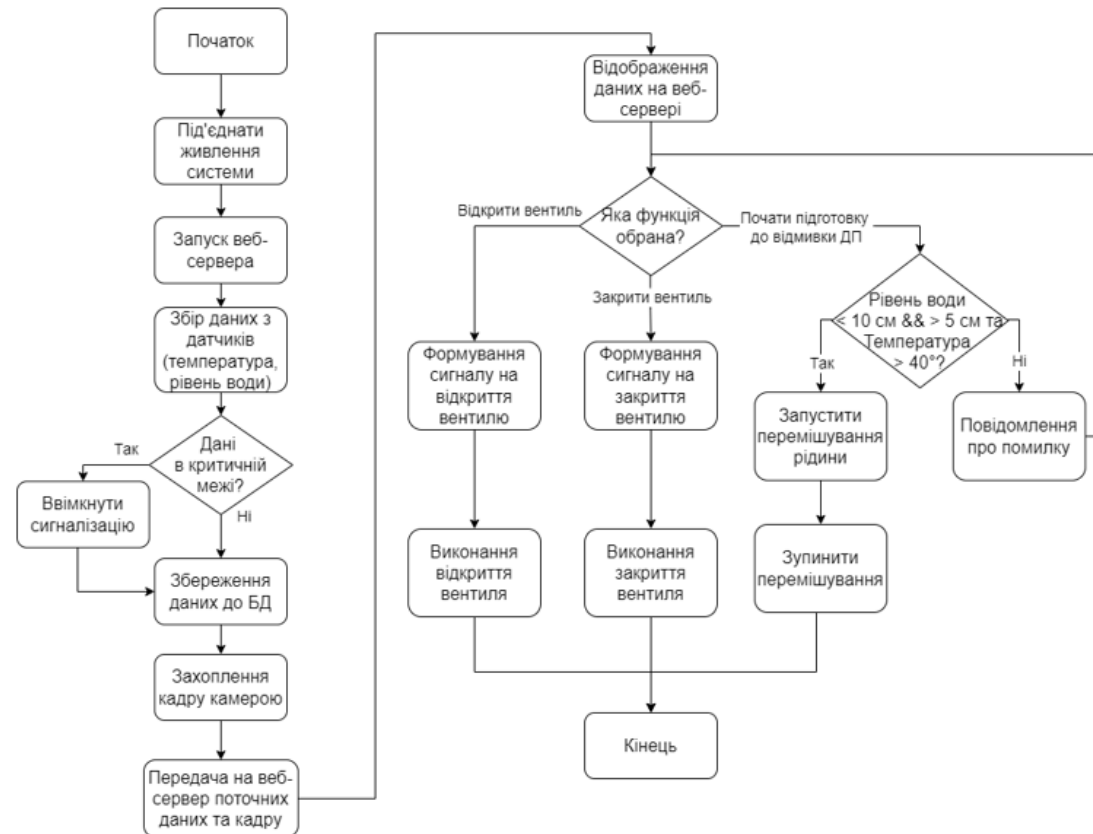 Початок
Під'єднати
живлення
системи
Запуск веб-
сервера
Збір даних з
датчиків
(температура,
рівень води)
Дані
в критичній
межі?
Так
Ні
Ввімкнути
сигналізацію
Збереження
даних до БД
Захоплення
кадру камерою
Передача на веб-
сервер поточних
даних та кадру
Відображення
даних на веб-
сервері
Яка функція
обрана?
Відкрити вентиль
Закрити вентиль
Почати підготовку
до відмивки ДП
Формування
сигналу на
відкриття
вентилю
Виконання
відкриття
вентиля
Формування
сигналу на
закриття
вентилю
Виконання
закриття
вентиля
Рівень води
< 10 см && > 5 см та
Температура
> 40°?
Так
Ні
Запустити
перемішування
рідини
Зупинити
перемішування
Повідомлення
про помилку
Кінець